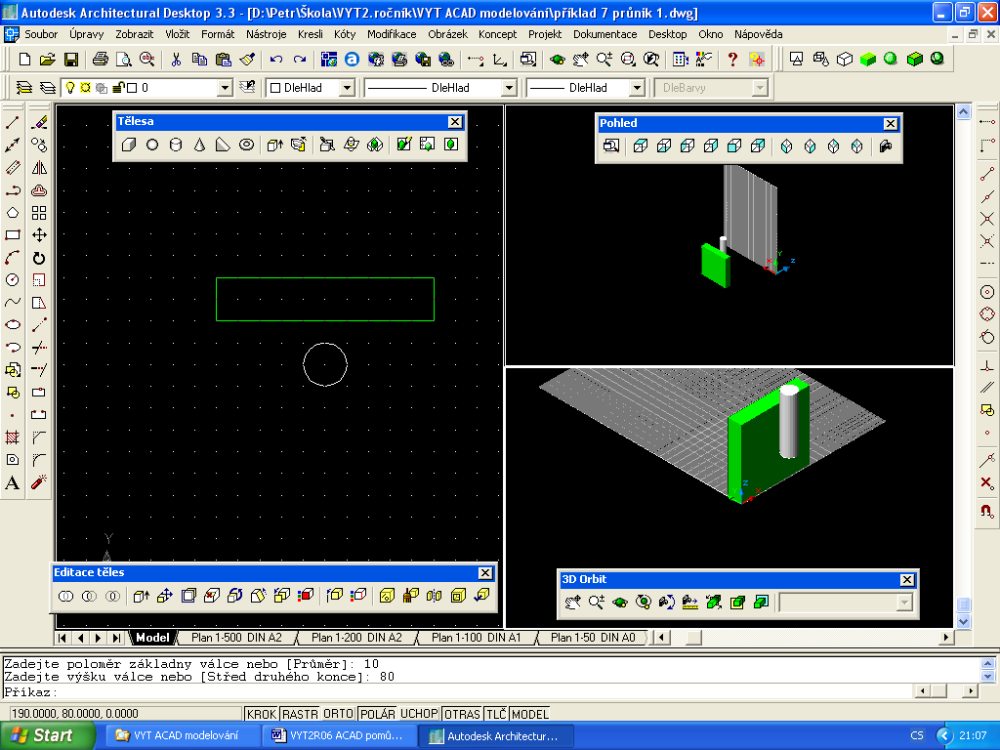 Autodesk Architectural Desktop 3.3 - [D:\Petr\Škola\VYT2.ročník\VYT ACAD modelování\příklad 7 průnik 1.dwg]
Soubor Úpravy Zobrazit Vložit Formát Nástroje Kresli Kóty Modifikace Obrázek Koncept Projekt Dokumentace Desktop Okno Nápověda
0 DleHlad DleHlad DleHlad DleBarvy
Tělesa
Pohled
Y
Z
X
Y
Z
X
Y
Editace těles
3D Orbit
Model Plan 1-500 DIN A2 Plan 1-200 DIN A2 Plan 1-100 DIN A1 Plan 1-50 DIN A0
Zadejte poloměr základny válce nebo [Průměr]: 10
Zadejte výšku válce nebo [Střed druhého konce]: 80
Příkaz:
190.0000, 80.0000, 0.0000 KROK RASTR ORTO POLÁR UCHOP OTRAS TLČ MODEL
Start VYT ACAD modelování VYT2R06 ACAD pomů... Autodesk Architectur... CS 21:07